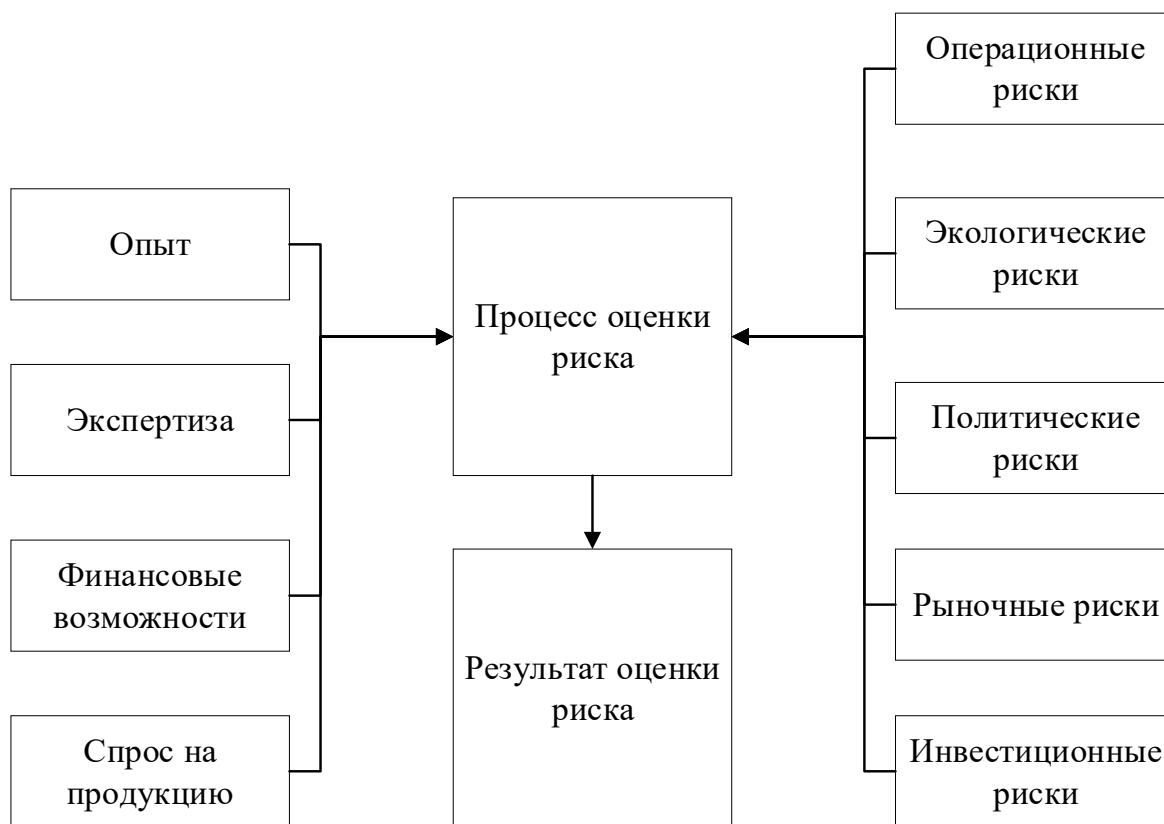 Опыт
Экспертиза
Финансовые
возможности
Спрос на
продукцию
Процесс оценки
риска
Результат оценки
риска
Операционные
риски
Экологические
риски
Политические
риски
Рыночные риски
Инвестиционные
риски